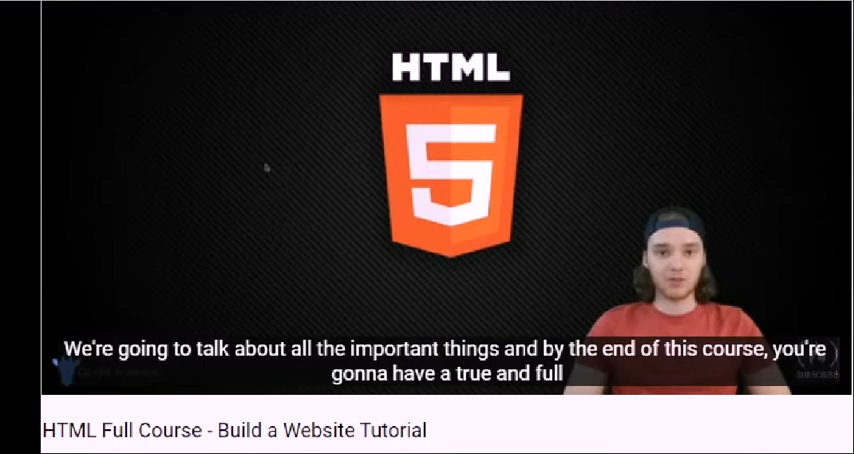 HTML
5
We're going to talk about all the important things and by the end of this course, you're
gonna have a true and full
SUBSCRIBE
HTML Full Course - Build a Website Tutorial